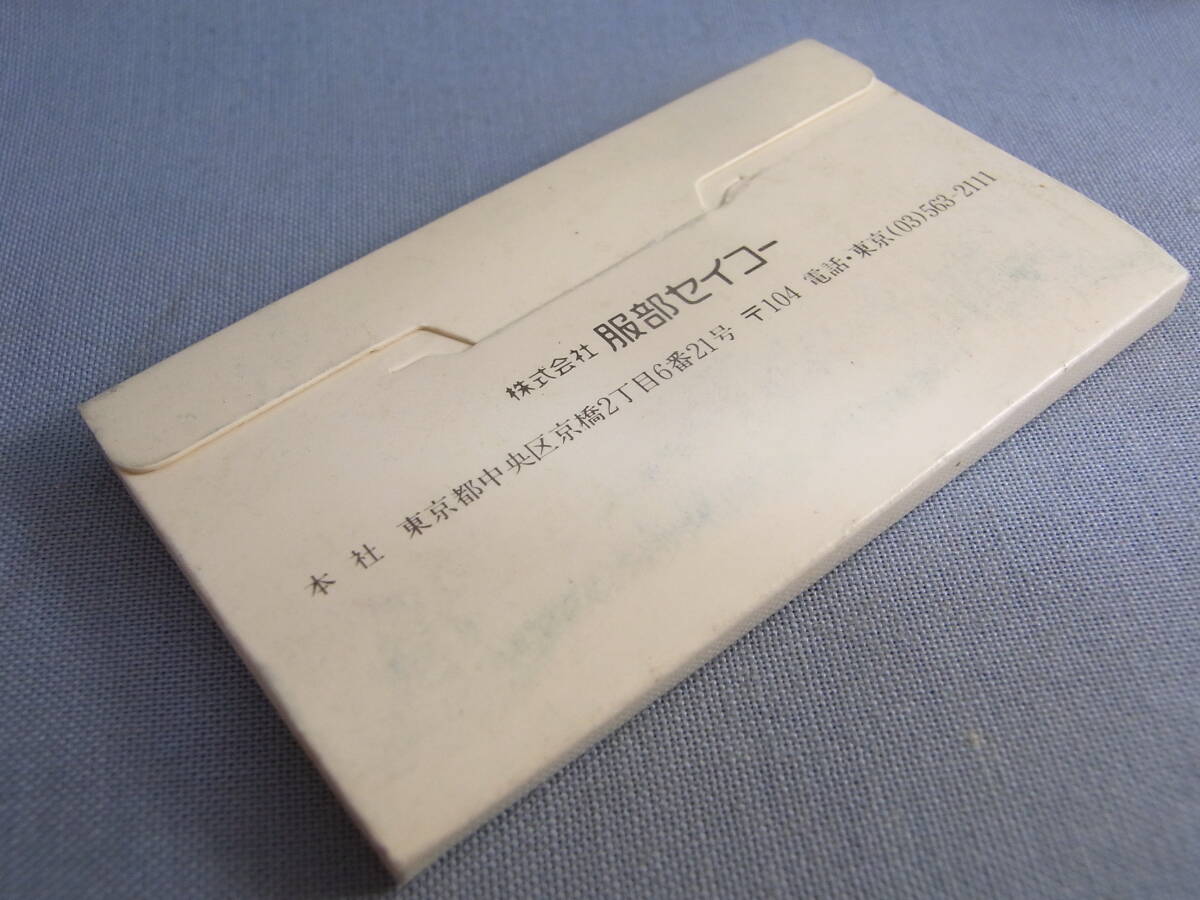 株式会社 服部セイコー
本社 東京都中央区京橋2丁目6番21号 〒104 電話・東京(03)563-2111